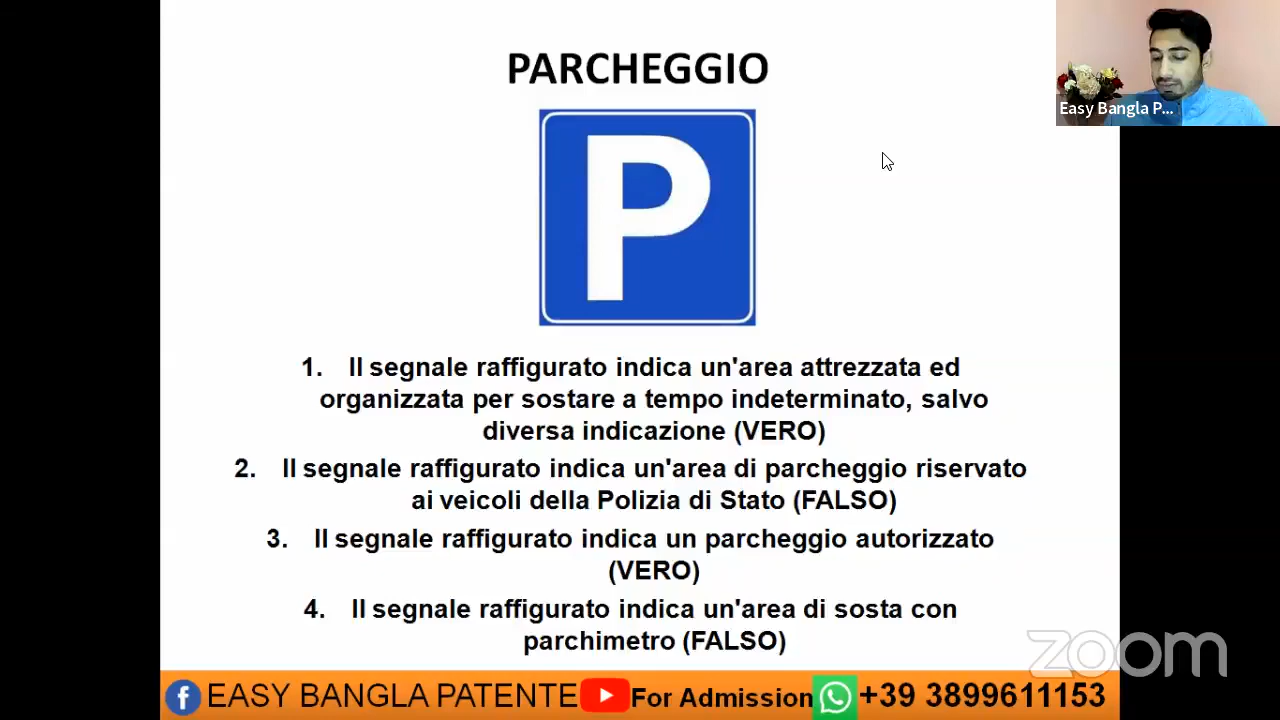 PARCHEGGIO
Easy Bangla P...
P
1. Il segnale raffigurato indica un'area attrezzata ed
organizzata per sostare a tempo indeterminato, salvo
diversa indicazione (VERO)
2. Il segnale raffigurato indica un'area di parcheggio riservato
ai veicoli della Polizia di Stato (FALSO)
3. Il segnale raffigurato indica un parcheggio autorizzato
(VERO)
4. Il segnale raffigurato indica un'area di sosta con
parchimetro (FALSO)
zoom
f EASY BANGLA PATENTE For Admission +39 3899611153